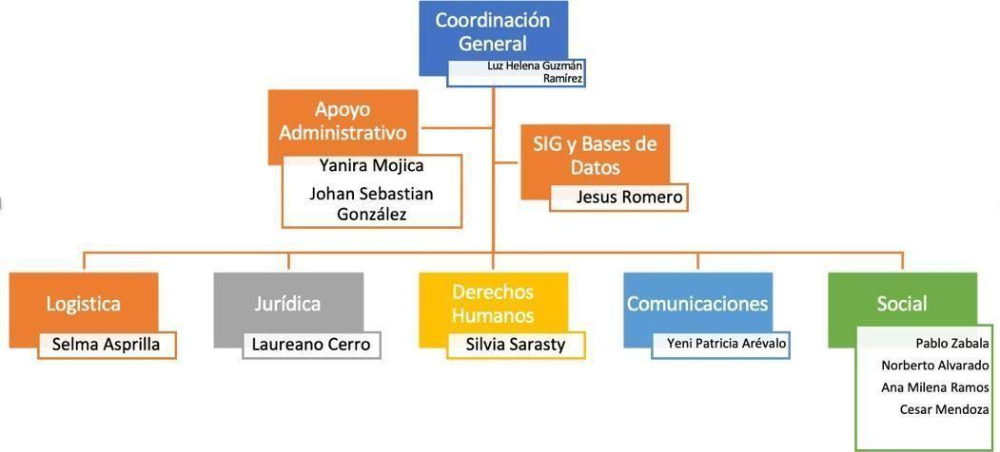 Coordinación
General
Luz Helena Guzmán
Ramírez
Apoyo
Administrativo
Yanira Mojica
Johan Sebastian
González
SIG y Bases de
Datos
Jesus Romero
Logistica
Selma Asprilla
Jurídica
Laureano Cerro
Derechos
Humanos
Silvia Sarasty
Comunicaciones
Yeni Patricia Arévalo
Social
Pablo Zabala
Norberto Alvarado
Ana Milena Ramos
Cesar Mendoza